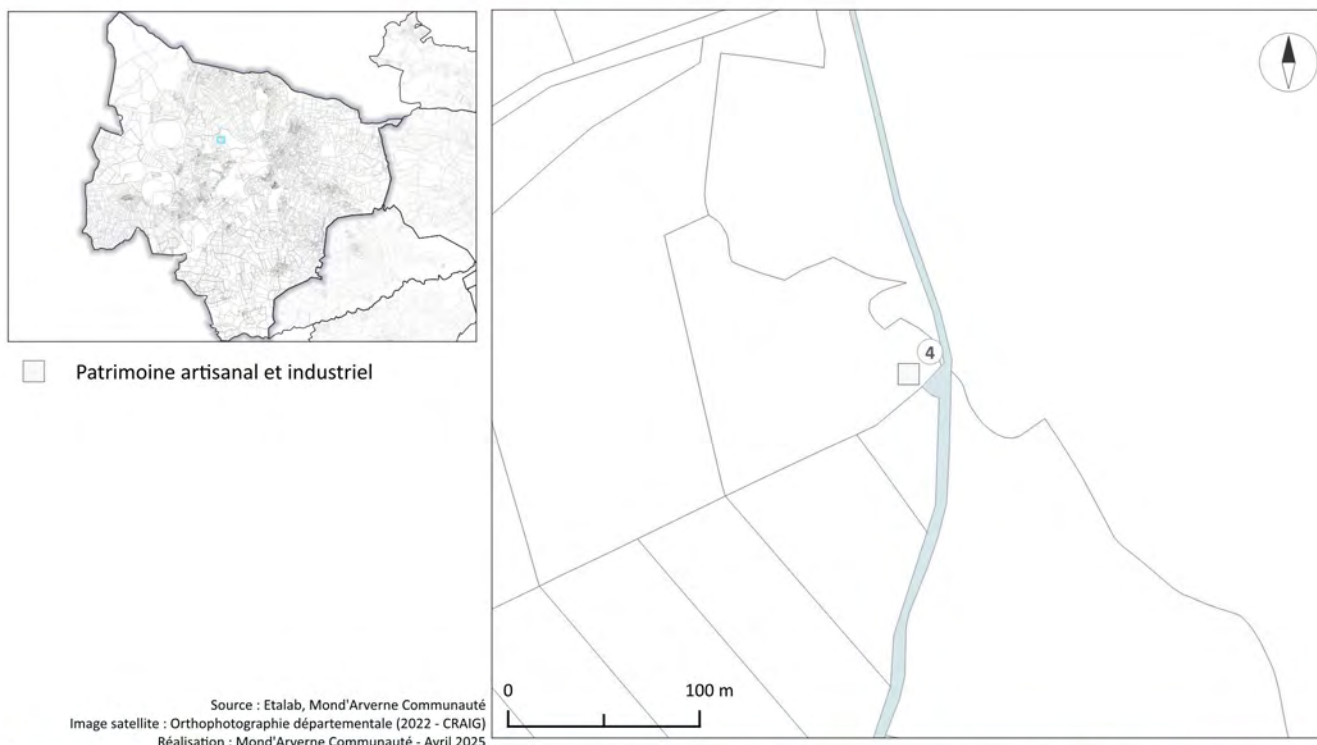 Patrimoine artisanal et industriel
4
0 100 m
Source : Etalab, Mond'Arverne Communauté
Image satellite : Orthophotographie départementale (2022 - CRAIG)
Réalisation : Mond'Arverne Communauté - Avril 2025